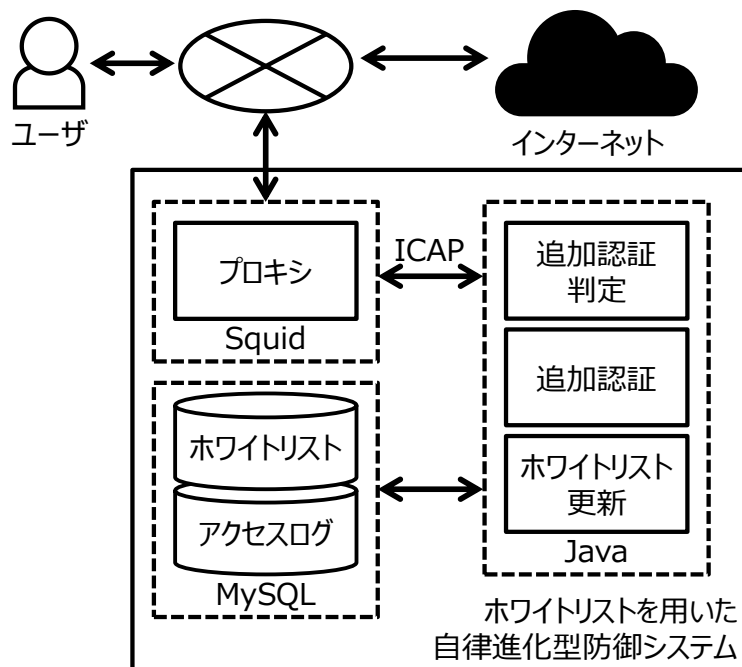 ユーザ
インターネット
プロキシ
Squid
ICAP
追加認証
判定
追加認証
ホワイトリスト
更新
Java
ホワイトリスト
アクセスログ
MySQL
ホワイトリストを用いた
自律進化型防御システム